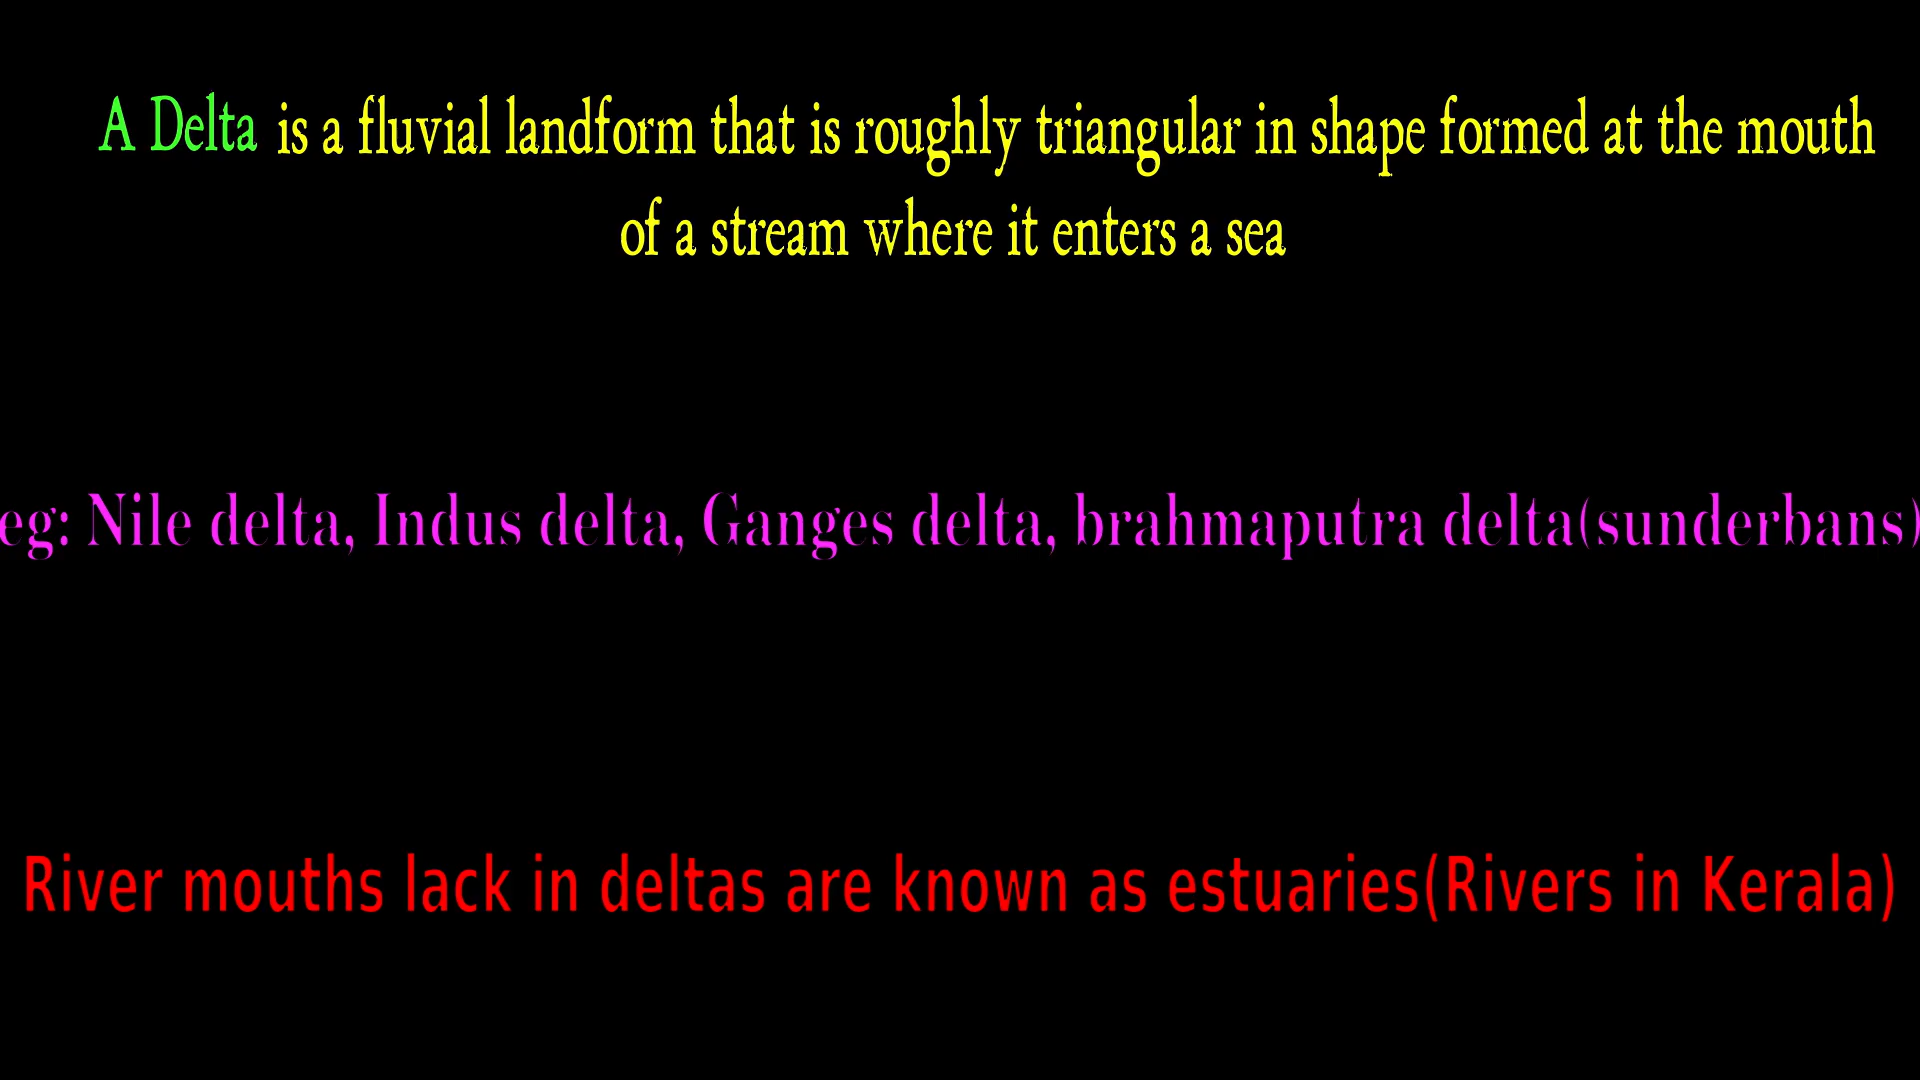 A Delta is a fluvial landform that is roughly triangular in shape formed at the mouth
of a stream where it enters a sea
eg: Nile delta, Indus delta, Ganges delta, brahmaputra delta(sunderbans)
River mouths lack in deltas are known as estuaries(Rivers in Kerala)